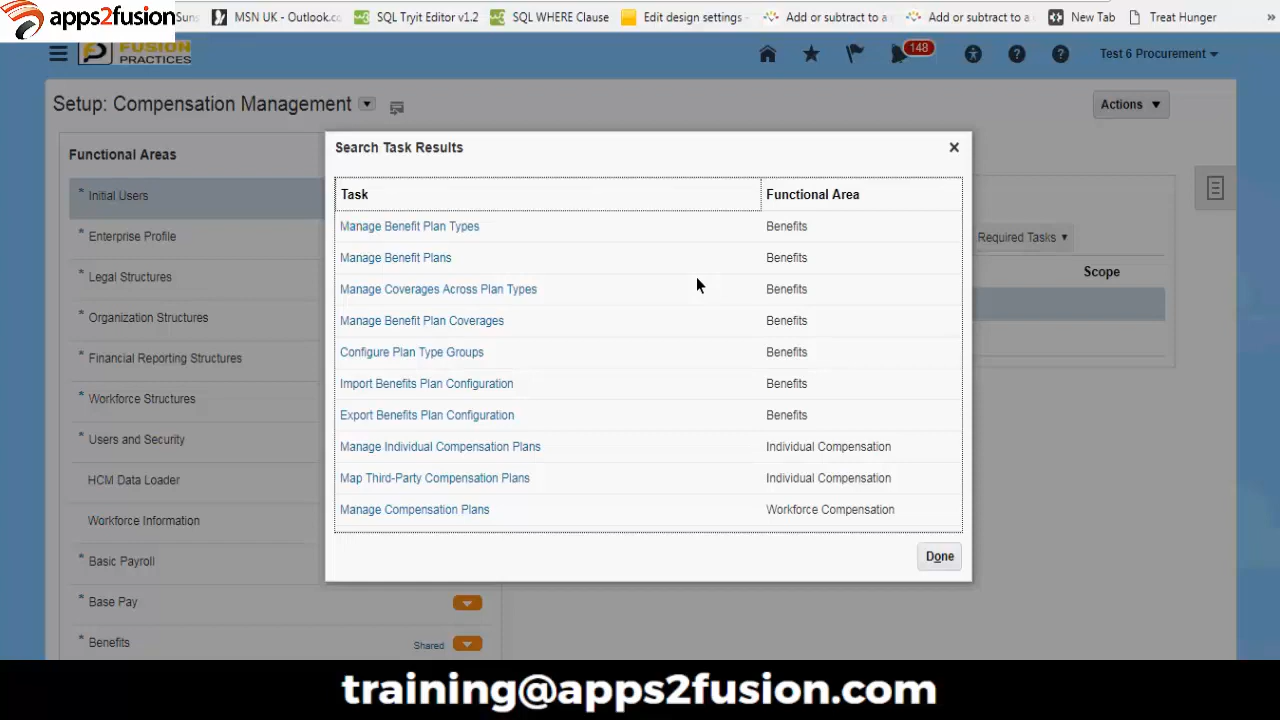 apps2fusion
Suns
MSN UK - Outlook.co
SQL Tryit Editor v1.2
SQL WHERE Clause
Edit design settings -
Add or subtract to a
Add or subtract to a
New Tab
Treat Hunger
»
FUSION
PRACTICES
148
Test 6 Procurement
Setup: Compensation Management
Actions
Functional Areas
* Initial Users
* Enterprise Profile
* Legal Structures
* Organization Structures
* Financial Reporting Structures
* Workforce Structures
* Users and Security
HCM Data Loader
Workforce Information
* Basic Payroll
* Base Pay
* Benefits
Shared
Search Task Results
Task Functional Area
Manage Benefit Plan Types Benefits
Manage Benefit Plans Benefits
Manage Coverages Across Plan Types Benefits
Manage Benefit Plan Coverages Benefits
Configure Plan Type Groups Benefits
Import Benefits Plan Configuration Benefits
Export Benefits Plan Configuration Benefits
Manage Individual Compensation Plans Individual Compensation
Map Third-Party Compensation Plans Individual Compensation
Manage Compensation Plans Workforce Compensation
Done
Required Tasks
Scope
training@apps2fusion.com